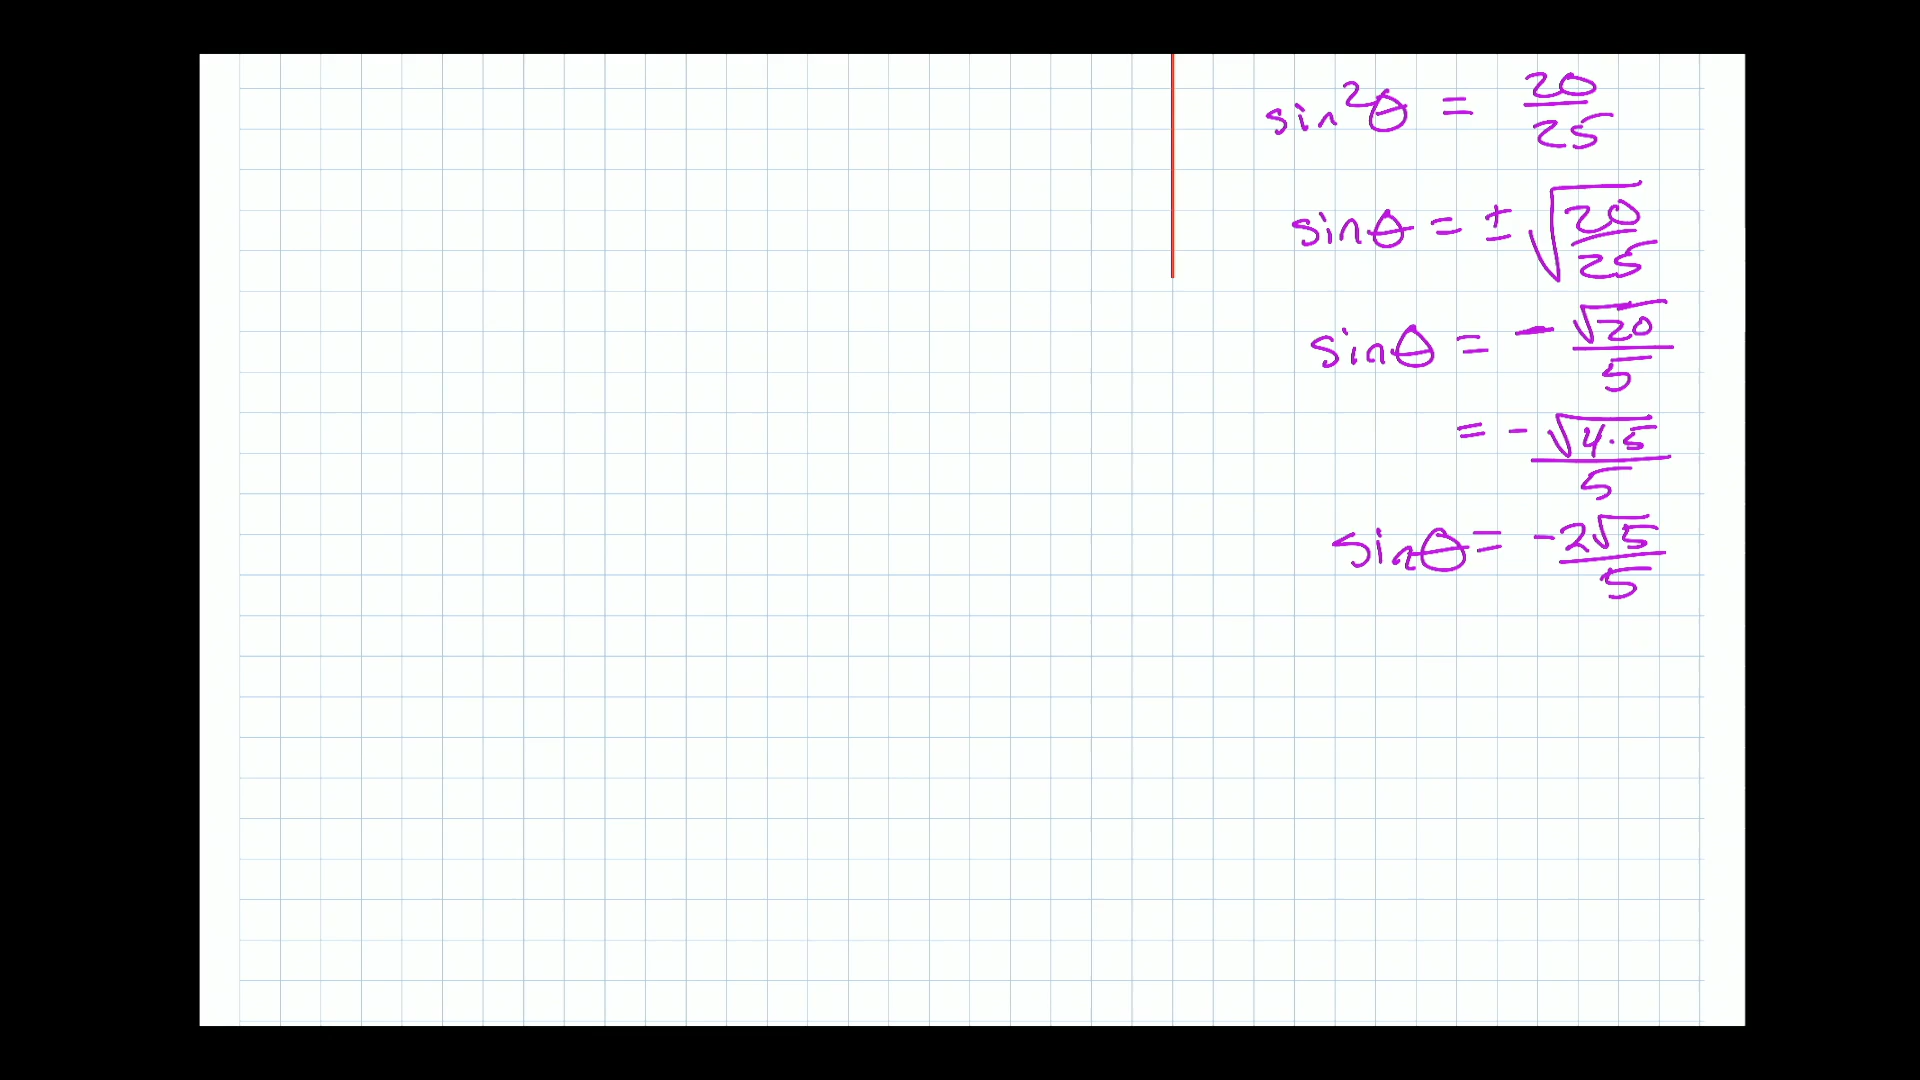 sin²θ = 20/25
sinθ = ± √(20/25)
sinθ = - √20/5
= - √(4·5)/5
sinθ = -2√5/5